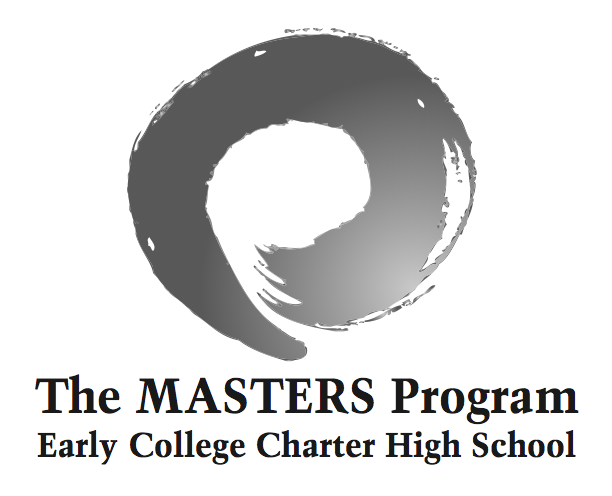 The MASTERS Program
Early College Charter High School